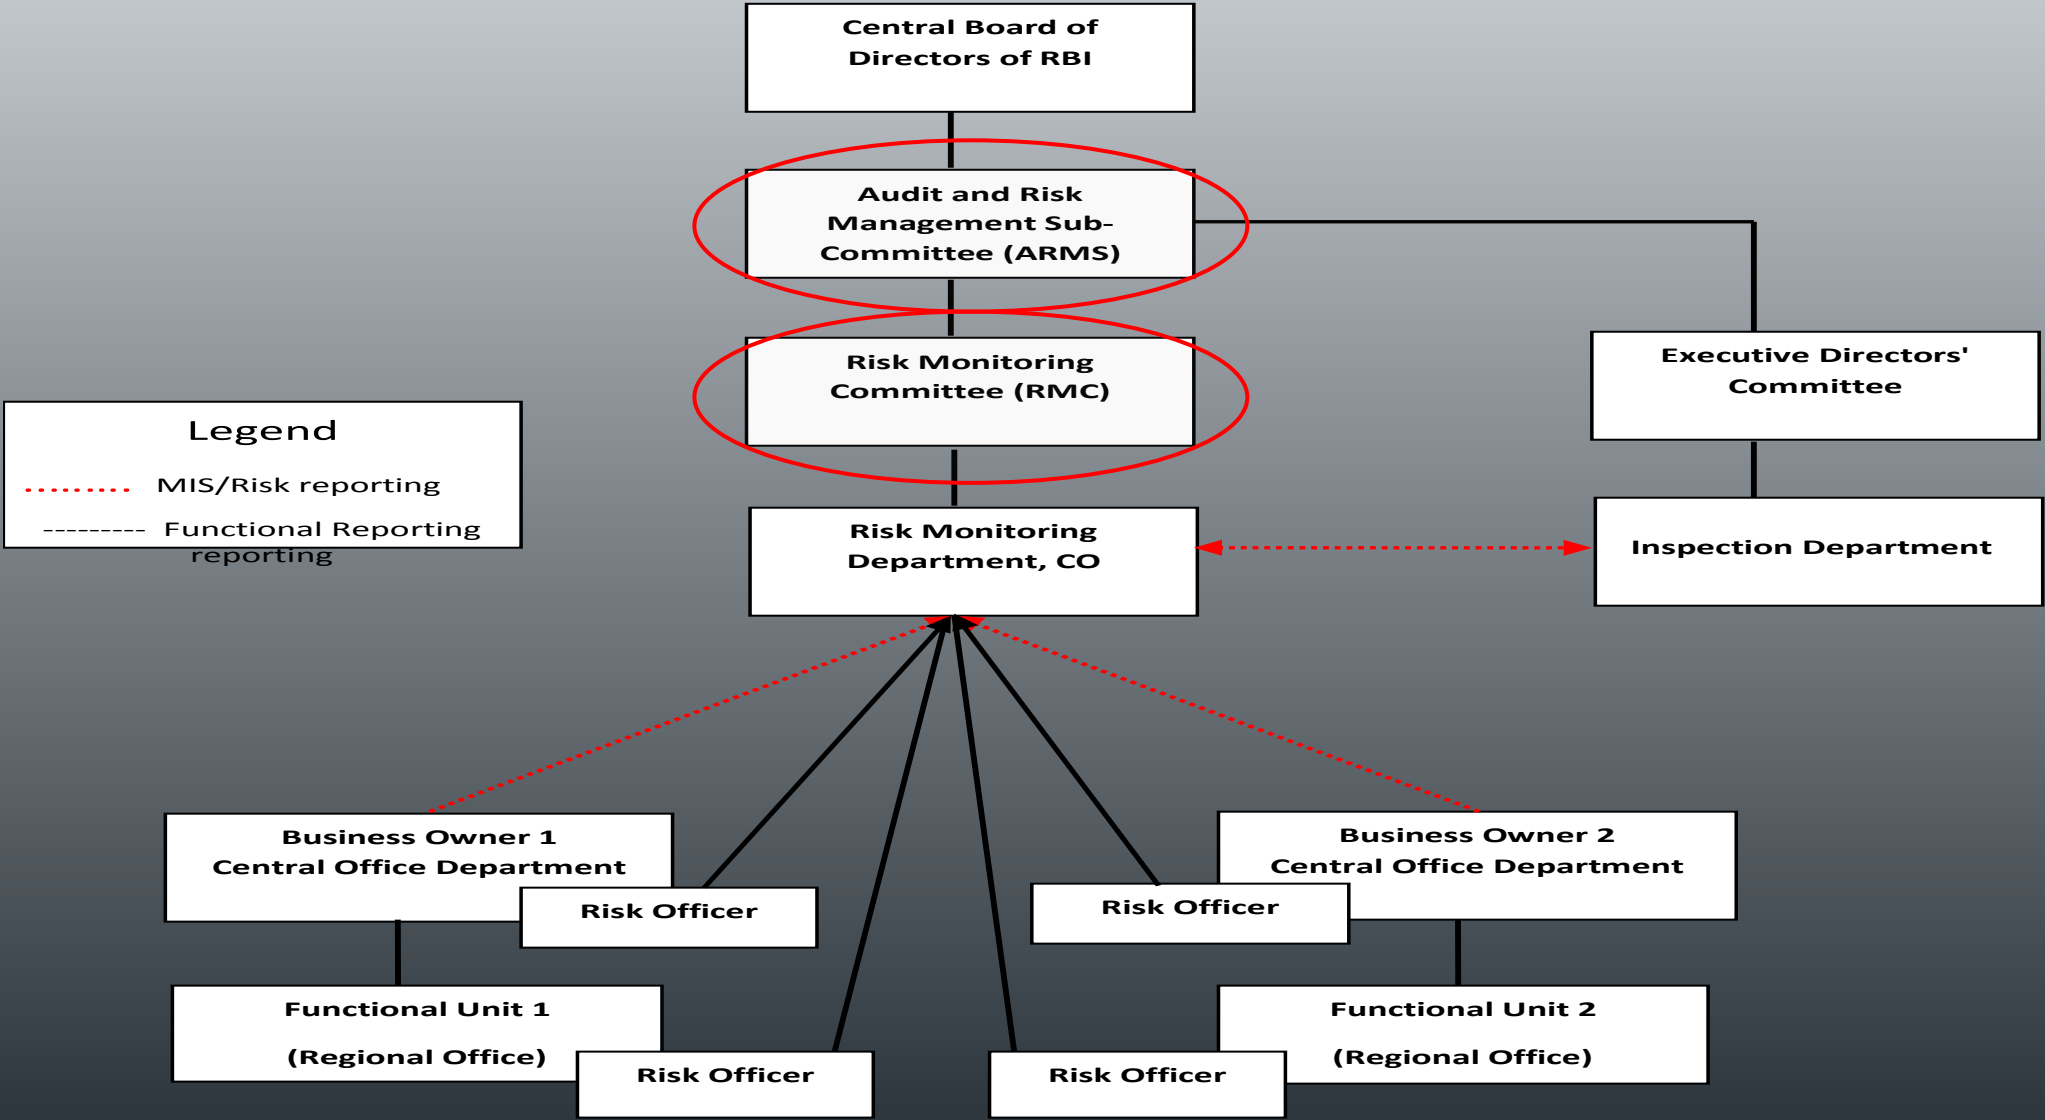 Central Board of
Directors of RBI
Audit and Risk
Management Sub-
Committee (ARMS)
Risk Monitoring
Committee (RMC)
Executive Directors'
Committee
Legend
MIS/Risk reporting
Functional Reporting
reporting
Risk Monitoring
Department, CO
Inspection Department
Business Owner 1
Central Office Department
Risk Officer
Business Owner 2
Central Office Department
Risk Officer
Functional Unit 1
(Regional Office)
Risk Officer
Functional Unit 2
(Regional Office)
Risk Officer